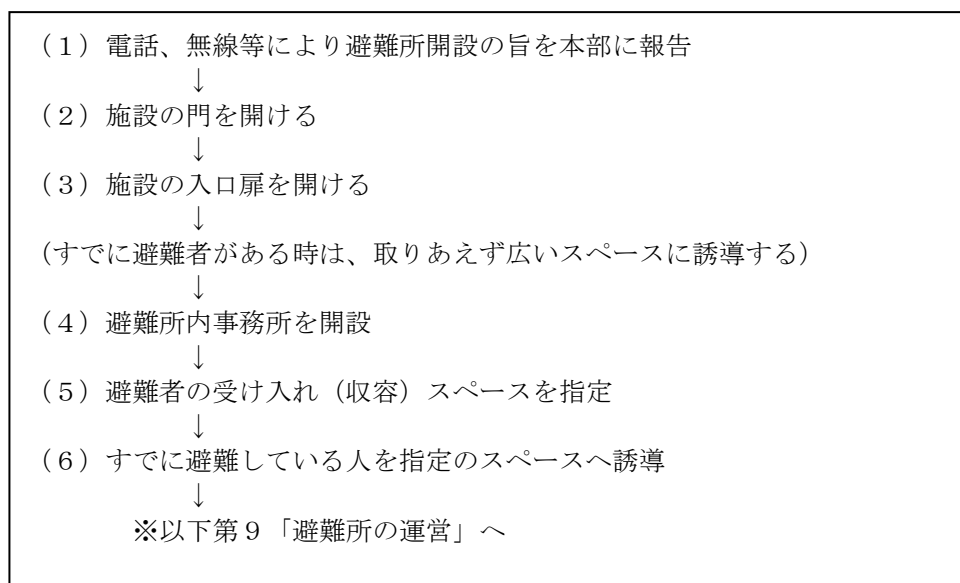 （１）電話、無線等により避難所開設の旨を本部に報告
↓
（２）施設の門を開ける
↓
（３）施設の入口扉を開ける
↓
(すでに避難者がある時は、取りあえず広いスペースに誘導する)
↓
（４）避難所内事務所を開設
↓
（５）避難者の受け入れ（収容）スペースを指定
↓
（６）すでに避難している人を指定のスペースへ誘導
↓
※以下第９「避難所の運営」へ